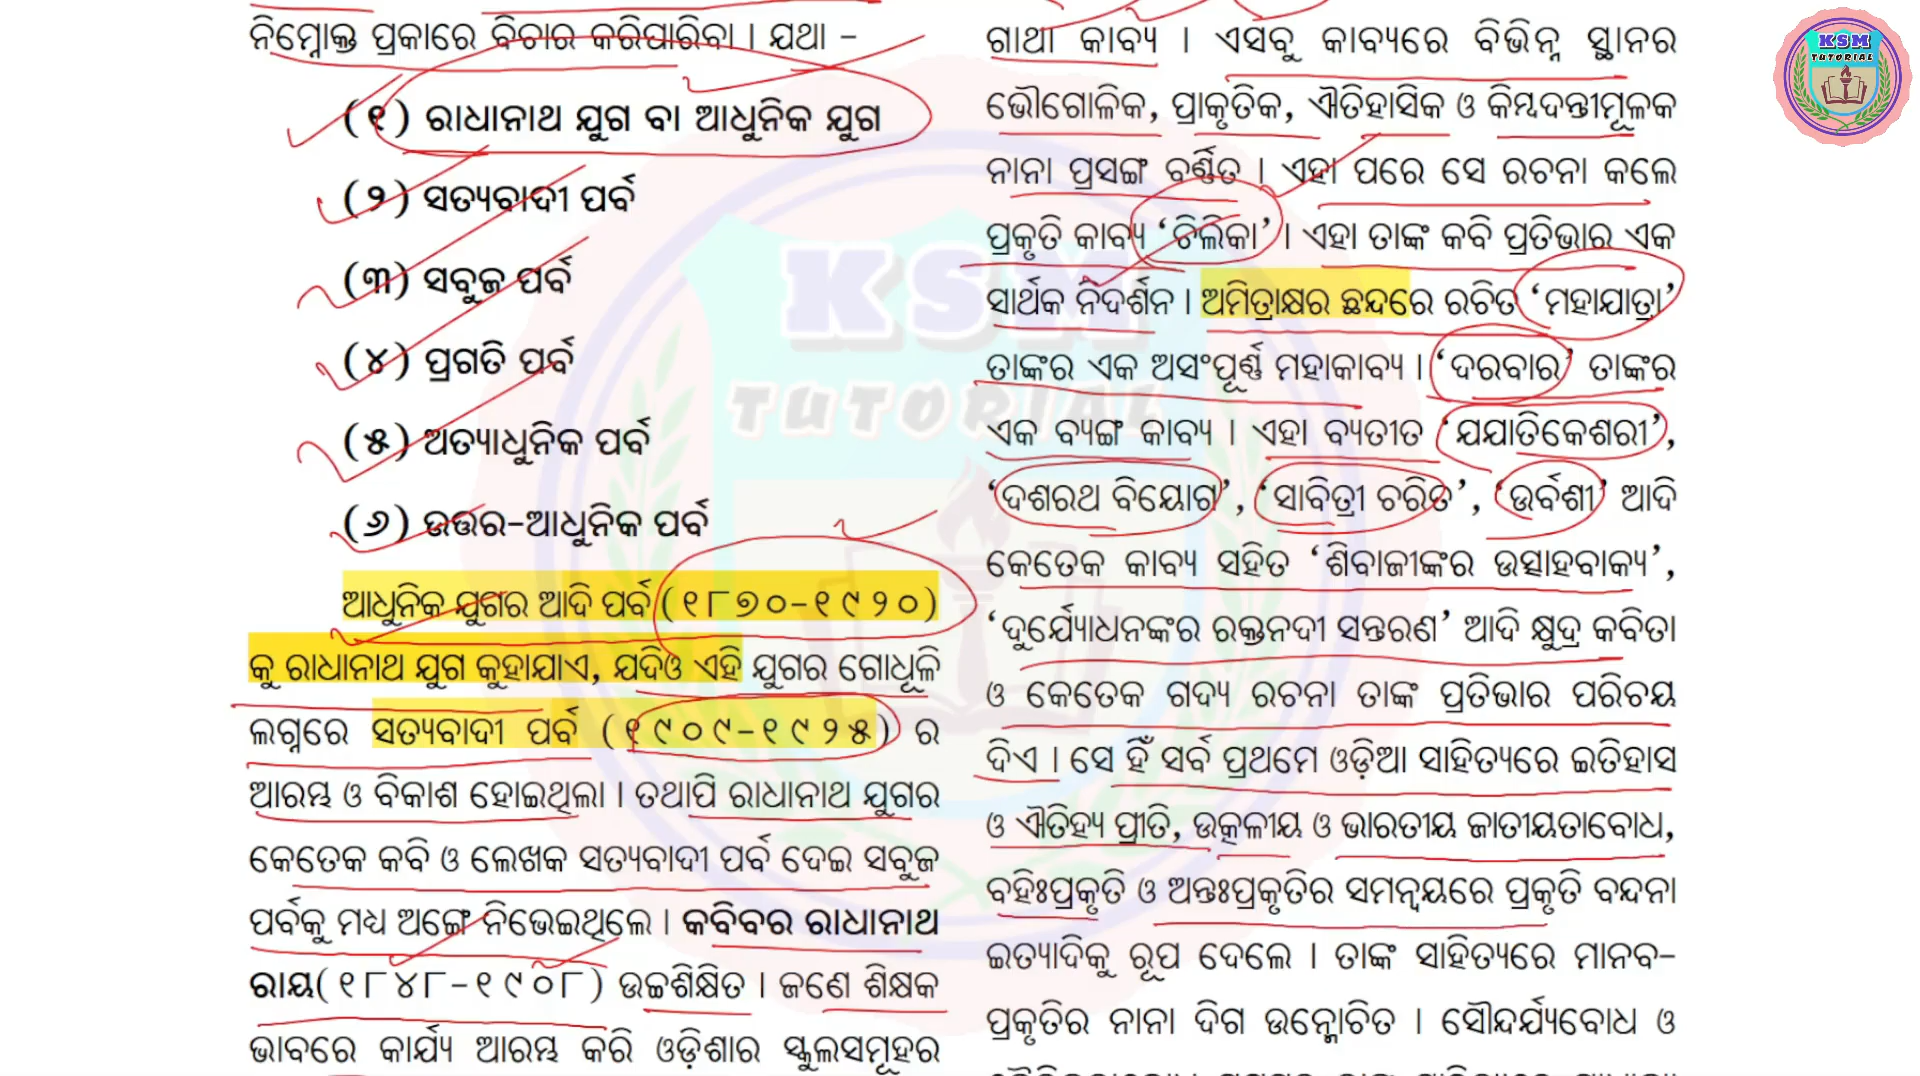 ନିମ୍ନୋକ୍ତ ପ୍ରକାରେ ବିଚାର କରିପାରିବା । ଯଥା –
(୧) ରାଧାନାଥ ଯୁଗ ବା ଆଧୁନିକ ଯୁଗ
(୨) ସତ୍ୟବାଦୀ ପର୍ବ
(୩) ସବୁଜ ପର୍ବ
(୪) ପ୍ରଗତି ପର୍ବ
(୫) ଅତ୍ୟାଧୁନିକ ପର୍ବ
(୬) ଉତ୍ତର-ଆଧୁନିକ ପର୍ବ
ଆଧୁନିକ ଯୁଗର ଆଦି ପର୍ବ (୧୮୭୦-୧୯୨୦)
କୁ ରାଧାନାଥ ଯୁଗ କୁହାଯାଏ, ଯଦିଓ ଏହି ଯୁଗର ଗୋଧୂଳି
ଲଗ୍ନରେ ସତ୍ୟବାଦୀ ପର୍ବ (୧୯୦୯-୧୯୨୫) ର
ଆରମ୍ଭ ଓ ବିକାଶ ହୋଇଥିଲା । ତଥାପି ରାଧାନାଥ ଯୁଗର
କେତେକ କବି ଓ ଲେଖକ ସତ୍ୟବାଦୀ ପର୍ବ ଦେଇ ସବୁଜ
ପର୍ବକୁ ମଧ୍ୟ ଅଙ୍ଗେ ନିଭେଇଥିଲେ । କବିବର ରାଧାନାଥ
ରାୟ(୧୮୪୮-୧୯୦୮) ଉଚ୍ଚଶିକ୍ଷିତ । ଜଣେ ଶିକ୍ଷକ
ଭାବରେ କାର୍ଯ୍ୟ ଆରମ୍ଭ କରି ଓଡ଼ିଶାର ସ୍କୁଲସମୂହର
ଗାଥା କାବ୍ୟ । ଏସବୁ କାବ୍ୟରେ ବିଭିନ୍ନ ସ୍ଥାନର
ଭୌଗୋଳିକ, ପ୍ରାକୃତିକ, ଐତିହାସିକ ଓ କିମ୍ବଦନ୍ତୀମୂଳକ
ନାନା ପ୍ରସଙ୍ଗ ବର୍ଣ୍ଣିତ । ଏହା ପରେ ସେ ରଚନା କଲେ
ପ୍ରକୃତି କାବ୍ୟ ‘ଚିଲିକା’ । ଏହା ତାଙ୍କ କବି ପ୍ରତିଭାର ଏକ
ସାର୍ଥକ ନିଦର୍ଶନ । ଅମିତ୍ରାକ୍ଷର ଛନ୍ଦରେ ରଚିତ ‘ମହାଯାତ୍ରା’
ତାଙ୍କର ଏକ ଅସଂପୂର୍ଣ୍ଣ ମହାକାବ୍ୟ । ‘ଦରବାର’ ତାଙ୍କର
ଏକ ବ୍ୟଙ୍ଗ କାବ୍ୟ । ଏହା ବ୍ୟତୀତ ‘ଯଯାତିକେଶରୀ’,
‘ଦଶରଥ ବିୟୋଗ’, ‘ସାବିତ୍ରୀ ଚରିତ’, ‘ଉର୍ବଶୀ’ ଆଦି
କେତେକ କାବ୍ୟ ସହିତ ‘ଶିବାଜୀଙ୍କର ଉତ୍ସାହବାକ୍ୟ’,
‘ଦୁର୍ଯ୍ୟୋଧନଙ୍କର ରକ୍ତନଦୀ ସନ୍ତରଣ’ ଆଦି କ୍ଷୁଦ୍ର କବିତା
ଓ କେତେକ ଗଦ୍ୟ ରଚନା ତାଙ୍କ ପ୍ରତିଭାର ପରିଚୟ
ଦିଏ । ସେ ହିଁ ସର୍ବ ପ୍ରଥମେ ଓଡ଼ିଆ ସାହିତ୍ୟରେ ଇତିହାସ
ଓ ଐତିହ୍ୟ ପ୍ରୀତି, ଉତ୍କଳୀୟ ଓ ଭାରତୀୟ ଜାତୀୟତାବୋଧ,
ବହିଃପ୍ରକୃତି ଓ ଅନ୍ତଃପ୍ରକୃତିର ସମନ୍ୱୟରେ ପ୍ରକୃତି ବନ୍ଦନା
ଇତ୍ୟାଦିକୁ ରୂପ ଦେଲେ । ତାଙ୍କ ସାହିତ୍ୟରେ ମାନବ-
ପ୍ରକୃତିର ନାନା ଦିଗ ଉନ୍ମୋଚିତ । ସୌନ୍ଦର୍ଯ୍ୟବୋଧ ଓ
KSM
TUTORIAL
KSM
TUTORIAL